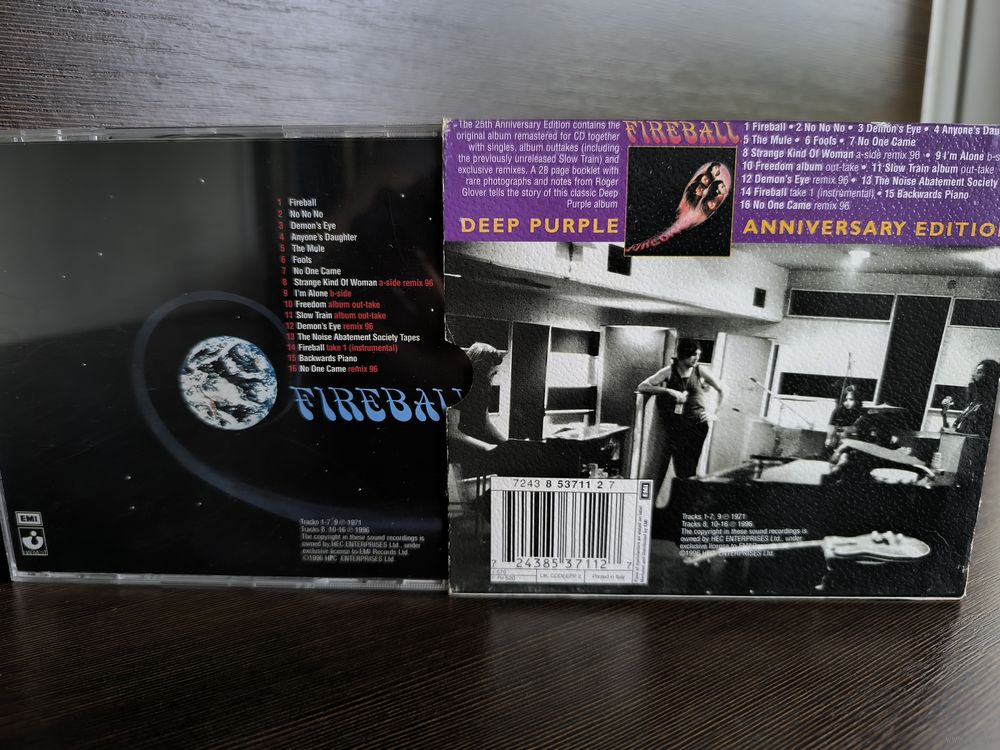 1 Fireball
2 No No No
3 Demon's Eye
4 Anyone's Daughter
5 The Mule
6 Fools
7 No One Came
8 Strange Kind Of Woman a-side remix 96
9 I'm Alone b-side
10 Freedom album out-take
11 Slow Train album out-take
12 Demon's Eye remix 96
13 The Noise Abatement Society Tapes
14 Fireball take 1 (instrumental)
15 Backwards Piano
16 No One Came remix 96
FIREBALL
EMI
HARVEST
Tracks 1-7, 9 ℗ 1971
Tracks 8, 10-16 ℗ 1996
The copyright in these sound recordings is
owned by HEC ENTERPRISES Ltd., under
exclusive license to EMI Records Ltd.
©1996 HEC ENTERPRISES Ltd.
The 25th Anniversary Edition contains the
original album remastered for CD together
with singles, album outtakes (including
the previously unreleased Slow Train) and
exclusive remixes. A 28 page booklet with
rare photographs and notes from Roger
Glover tells the story of this classic Deep
Purple album
DEEP PURPLE
FIREBALL
1 Fireball • 2 No No No • 3 Demon's Eye • 4 Anyone's Dau
5 The Mule • 6 Fools • 7 No One Came
8 Strange Kind Of Woman a-side remix 96 • 9 I'm Alone b-s
10 Freedom album out-take • 11 Slow Train album out-take
12 Demon's Eye remix 96 • 13 The Noise Abatement Society
14 Fireball take 1 (instrumental) • 15 Backwards Piano
16 No One Came remix 96
ANNIVERSARY EDITIO
7243 8 53711 2 7
EMI
7 24385 37112 7
Printed in Italy
Tracks 1-7, 9 ℗ 1971
Tracks 8, 10-16 ℗ 1996
The copyright in these sound recordings is
owned by HEC ENTERPRISES Ltd., under
exclusive license to EMI
©1996 HEC ENTERPRISES Ltd.